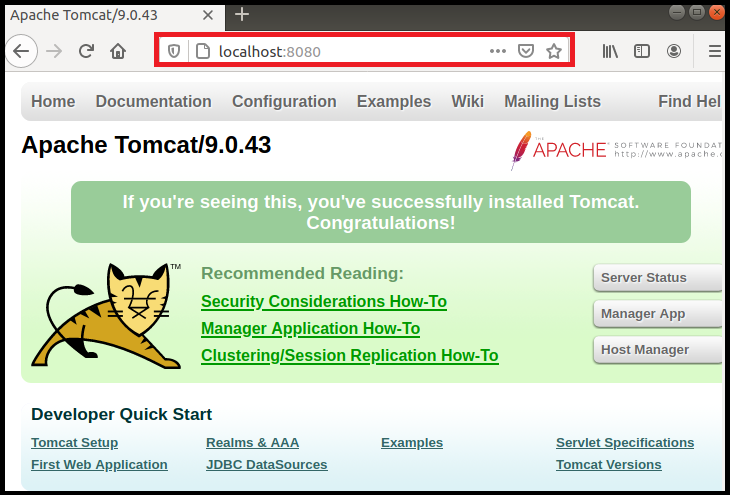 Apache Tomcat/9.0.43
localhost:8080
Home Documentation Configuration Examples Wiki Mailing Lists Find Hel
Apache Tomcat/9.0.43
THE
APACHE SOFTWARE FOUNDAT
http://www.apache.o
If you're seeing this, you've successfully installed Tomcat.
Congratulations!
TM
Recommended Reading:
Security Considerations How-To
Manager Application How-To
Clustering/Session Replication How-To
Server Status
Manager App
Host Manager
Developer Quick Start
Tomcat Setup Realms & AAA Examples Servlet Specifications
First Web Application JDBC DataSources Tomcat Versions